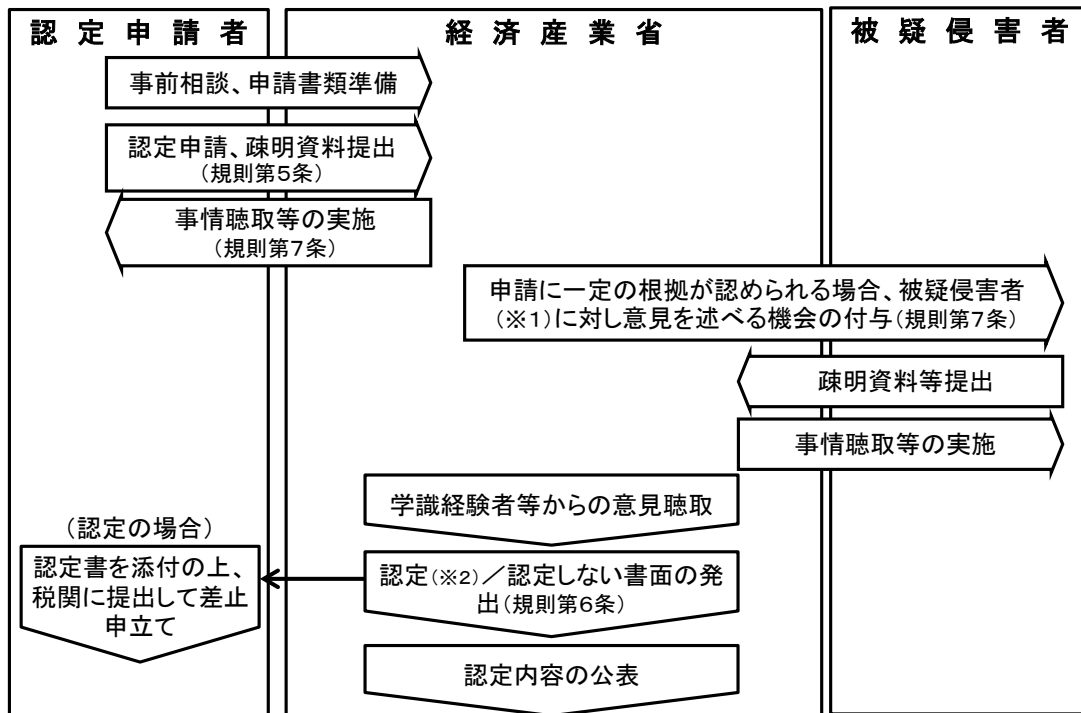 認定申請者
経済産業省
被疑侵害者
事前相談、申請書類準備
認定申請、疎明資料提出
(規則第5条)
事情聴取等の実施
(規則第7条)
申請に一定の根拠が認められる場合、被疑侵害者
(※1)に対し意見を述べる機会の付与(規則第7条)
疎明資料等提出
事情聴取等の実施
学識経験者等からの意見聴取
(認定の場合)
認定書を添付の上、
税関に提出して差止
申立て
認定(※2)／認定しない書面の発
出(規則第6条)
認定内容の公表